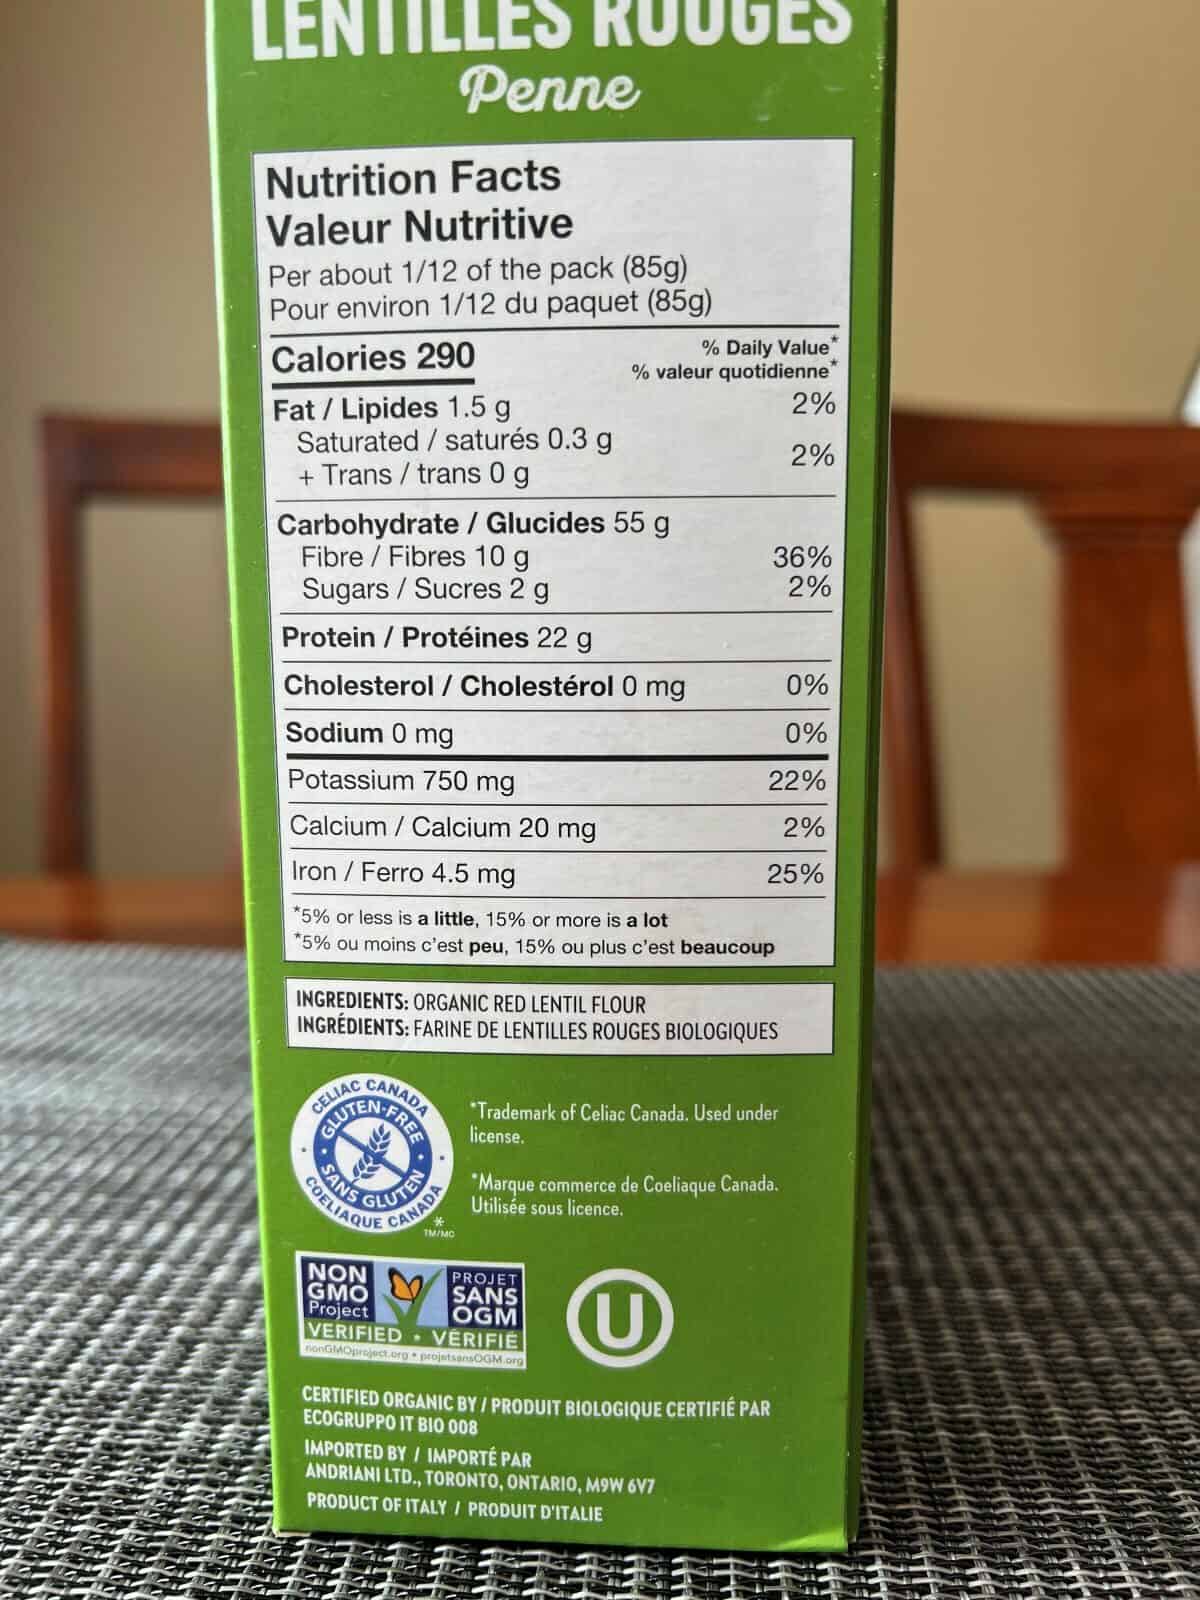 LENTILLES ROUGES
Penne
Nutrition Facts
Valeur Nutritive
Per about 1/12 of the pack (85g)
Pour environ 1/12 du paquet (85g)
Calories 290
% Daily Value*
% valeur quotidienne*
Fat / Lipides 1.5 g 2%
Saturated / saturés 0.3 g
+ Trans / trans 0 g 2%
Carbohydrate / Glucides 55 g
Fibre / Fibres 10 g 36%
Sugars / Sucres 2 g 2%
Protein / Protéines 22 g
Cholesterol / Cholestérol 0 mg 0%
Sodium 0 mg 0%
Potassium 750 mg 22%
Calcium / Calcium 20 mg 2%
Iron / Ferro 4.5 mg 25%
*5% or less is a little, 15% or more is a lot
*5% ou moins c'est peu, 15% ou plus c'est beaucoup
INGREDIENTS: ORGANIC RED LENTIL FLOUR
INGRÉDIENTS: FARINE DE LENTILLES ROUGES BIOLOGIQUES
CELIAC CANADA
GLUTEN-FREE
SANS GLUTEN
COELIAQUE CANADA
*
TM/MC
*Trademark of Celiac Canada. Used under
license.
*Marque commerce de Coeliaque Canada.
Utilisée sous licence.
NON
GMO
Project
PROJET
SANS
OGM
VERIFIED • VÉRIFIÉ
nonGMOproject.org • projetsansOGM.org
U
CERTIFIED ORGANIC BY / PRODUIT BIOLOGIQUE CERTIFIÉ PAR
ECOGRUPPO IT BIO 008
IMPORTED BY / IMPORTÉ PAR
ANDRIANI LTD., TORONTO, ONTARIO, M9W 6V7
PRODUCT OF ITALY / PRODUIT D'ITALIE